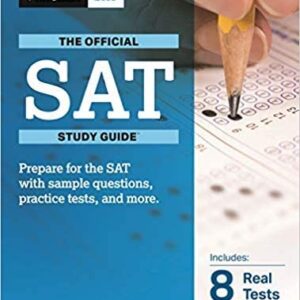 THE OFFICIAL
SAT
STUDY GUIDE™
Prepare for the SAT
with sample questions,
practice tests, and more.
Includes:
8 Real
Tests